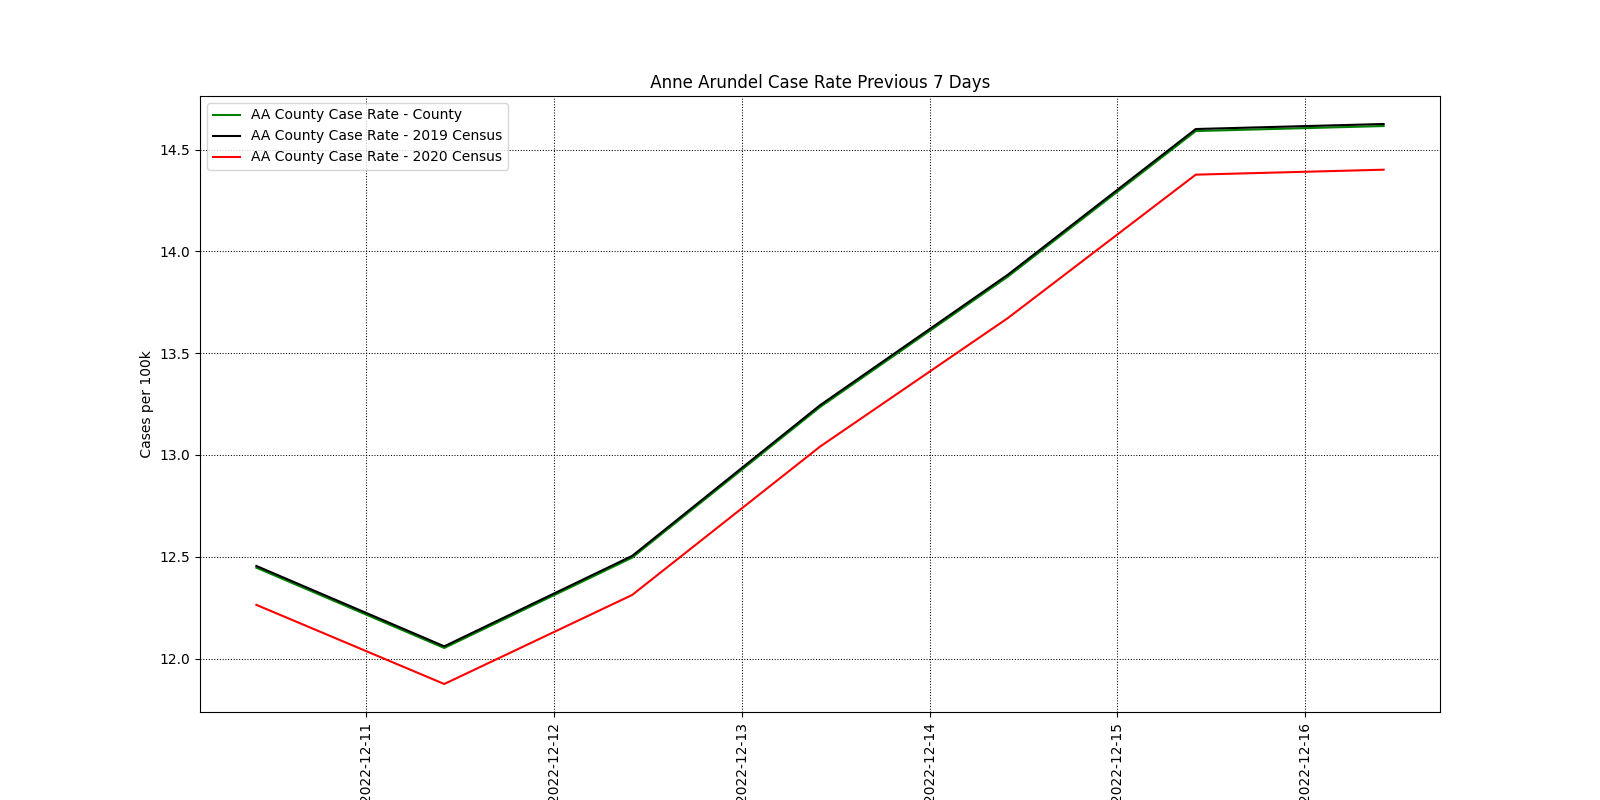 Anne Arundel Case Rate Previous 7 Days
AA County Case Rate - County
AA County Case Rate - 2019 Census
AA County Case Rate - 2020 Census
14.5
14.0
13.5
13.0
12.5
12.0
Cases per 100k
2022-12-11
2022-12-12
2022-12-13
2022-12-14
2022-12-15
2022-12-16